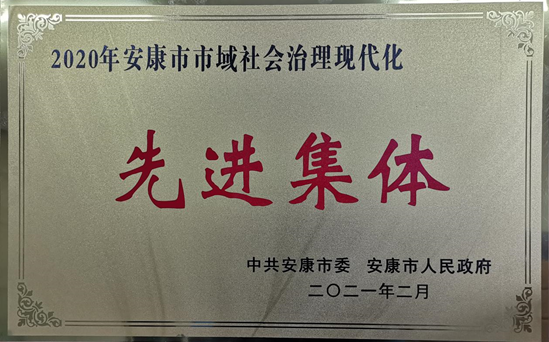 2020年安康市市域社会治理现代化
先进集体
中共安康市委 安康市人民政府
二〇二一年二月